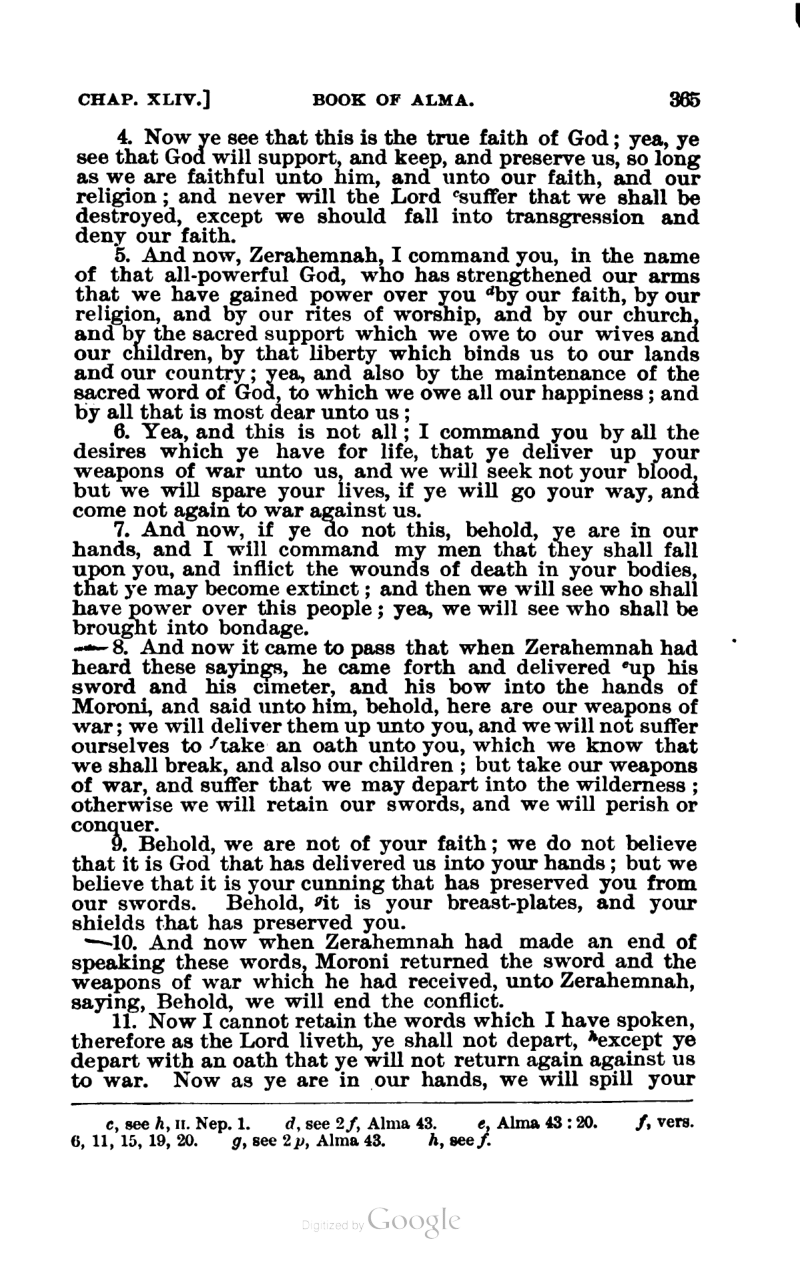 CHAP. XLIV.] BOOK OF ALMA. 365
4. Now ye see that this is the true faith of God; yea, ye
see that God will support, and keep, and preserve us, so long
as we are faithful unto him, and unto our faith, and our
religion; and never will the Lord ᶜsuffer that we shall be
destroyed, except we should fall into transgression and
deny our faith.
5. And now, Zerahemnah, I command you, in the name
of that all-powerful God, who has strengthened our arms
that we have gained power over you ᵈby our faith, by our
religion, and by our rites of worship, and by our church,
and by the sacred support which we owe to our wives and
our children, by that liberty which binds us to our lands
and our country; yea, and also by the maintenance of the
sacred word of God, to which we owe all our happiness; and
by all that is most dear unto us;
6. Yea, and this is not all; I command you by all the
desires which ye have for life, that ye deliver up your
weapons of war unto us, and we will seek not your blood,
but we will spare your lives, if ye will go your way, and
come not again to war against us.
7. And now, if ye do not this, behold, ye are in our
hands, and I will command my men that they shall fall
upon you, and inflict the wounds of death in your bodies,
that ye may become extinct; and then we will see who shall
have power over this people; yea, we will see who shall be
brought into bondage.
8. And now it came to pass that when Zerahemnah had
heard these sayings, he came forth and delivered ᵉup his
sword and his cimeter, and his bow into the hands of
Moroni, and said unto him, behold, here are our weapons of
war; we will deliver them up unto you, and we will not suffer
ourselves to ᶠtake an oath unto you, which we know that
we shall break, and also our children; but take our weapons
of war, and suffer that we may depart into the wilderness;
otherwise we will retain our swords, and we will perish or
conquer.
9. Behold, we are not of your faith; we do not believe
that it is God that has delivered us into your hands; but we
believe that it is your cunning that has preserved you from
our swords. Behold, ᵍit is your breast-plates, and your
shields that has preserved you.
10. And now when Zerahemnah had made an end of
speaking these words, Moroni returned the sword and the
weapons of war which he had received, unto Zerahemnah,
saying, Behold, we will end the conflict.
11. Now I cannot retain the words which I have spoken,
therefore as the Lord liveth, ye shall not depart, ʰexcept ye
depart with an oath that ye will not return again against us
to war. Now as ye are in our hands, we will spill your
c, see h, II. Nep. 1. d, see 2 f, Alma 43. e, Alma 43 : 20. f, vers.
6, 11, 15, 19, 20. g, see 2 p, Alma 43. h, see f.
Digitized by Google